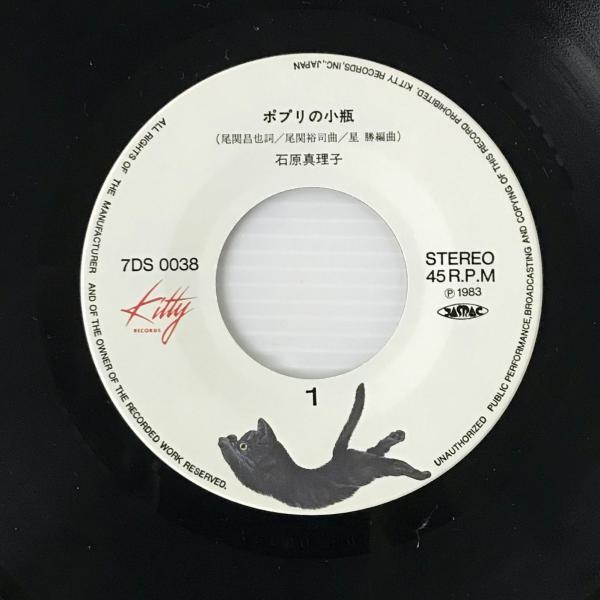 ポプリの小瓶
(尾関昌也詞/尾関裕司曲/星 勝編曲)
石原真理子
7DS 0038
Kitty
RECORDS
STEREO
45 R.P.M
Ⓟ 1983
JASRAC
1
ALL RIGHTS OF THE MANUFACTURER AND OF THE OWNER OF THE RECORDED WORK RESERVED.
UNAUTHORIZED PUBLIC PERFORMANCE, BROADCASTING AND COPYING OF THIS RECORD PROHIBITED. KITTY RECORDS, INC., JAPAN